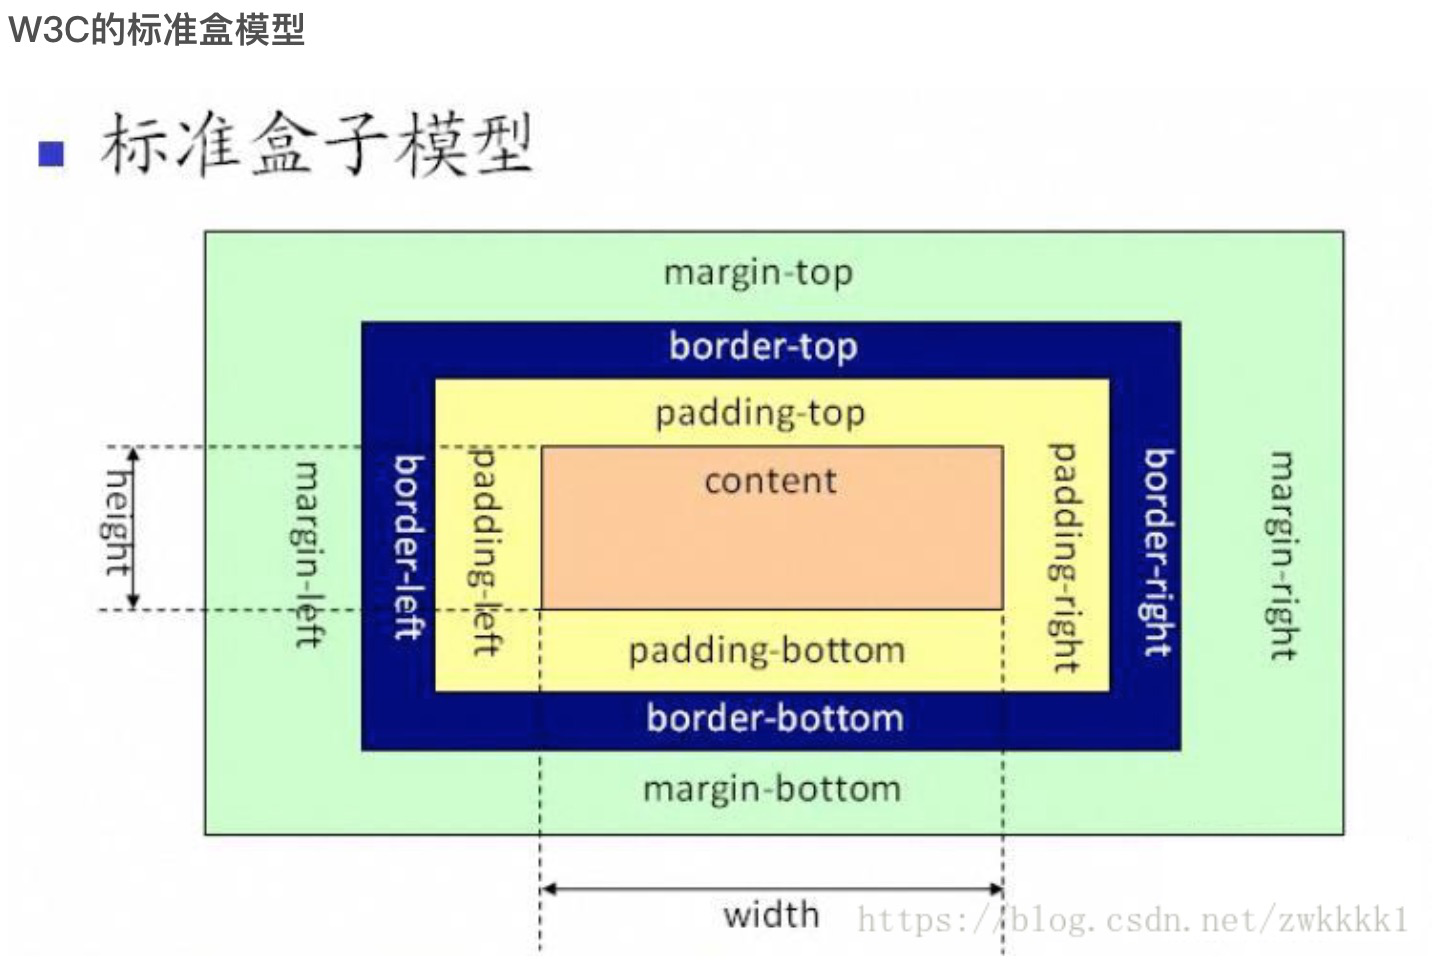 W3C的标准盒模型
标准盒子模型
margin-top
border-top
padding-top
content
height
margin-left
border-left
padding-left
padding-right
border-right
margin-right
padding-bottom
border-bottom
margin-bottom
width
https://blog.csdn.net/zwkkkk1